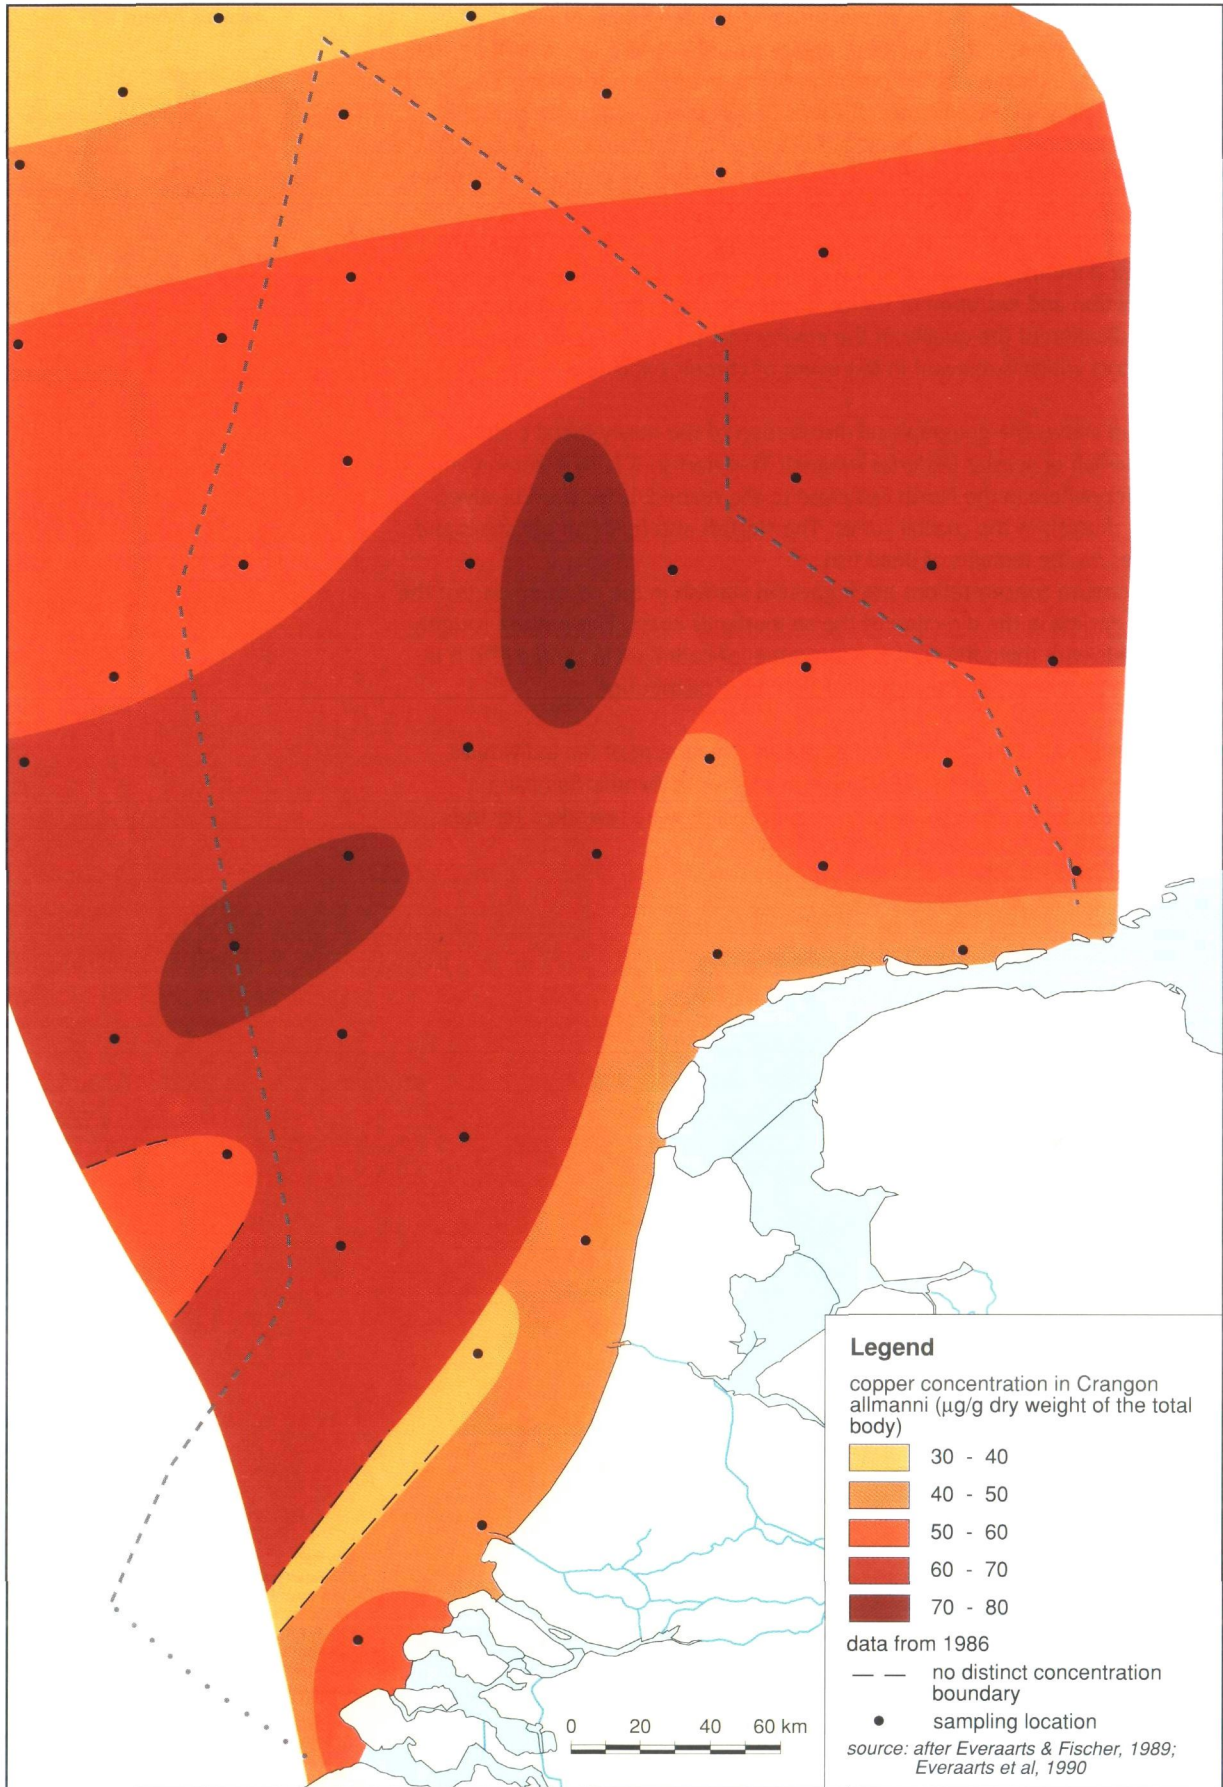 Legend
copper concentration in Crangon
allmanni (µg/g dry weight of the total
body)
30 - 40
40 - 50
50 - 60
60 - 70
70 - 80
data from 1986
no distinct concentration
boundary
sampling location
source: after Everaarts & Fischer, 1989;
Everaarts et al, 1990
0 20 40 60 km